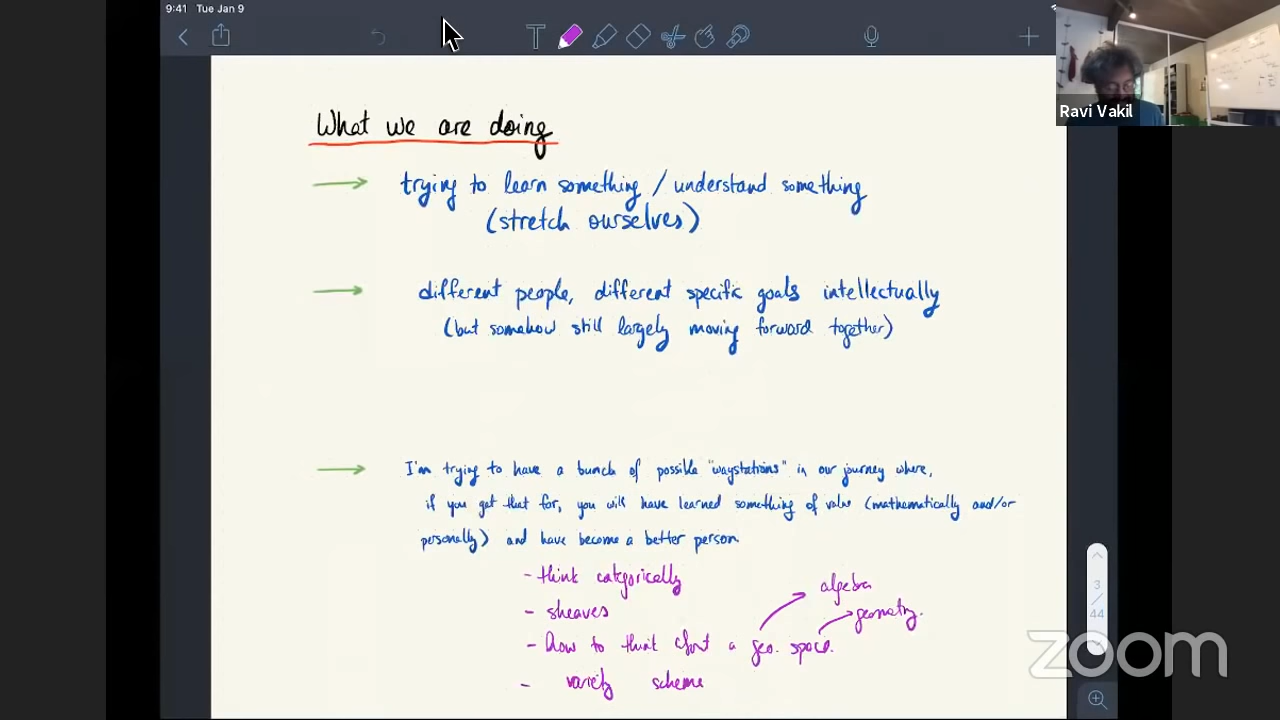 9:41 Tue Jan 9
Ravi Vakil
What we are doing
trying to learn something / understand something
(stretch ourselves)
different people, different specific goals intellectually
(but somehow still largely moving forward together)
I'm trying to have a bunch of possible "waystations" in our journey where,
if you get that far, you will have learned something of value (mathematically and/or
personally) and have become a better person.
- think categorically
- sheaves
- how to think about a geo. space.
algebra
geometry.
- variety scheme
3
/
44
zoom